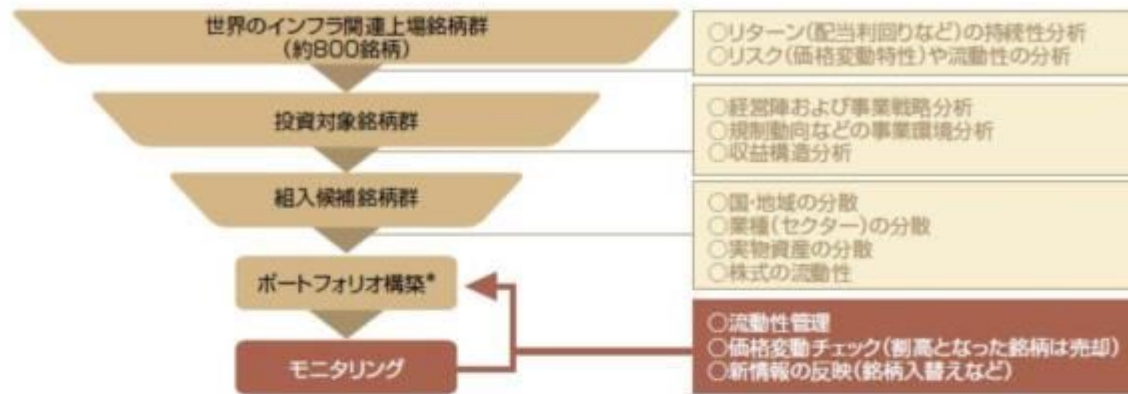 世界のインフラ関連上場銘柄群
(約800銘柄)
○リターン(配当利回りなど)の持続性分析
○リスク(価格変動特性)や流動性の分析
投資対象銘柄群
○経営陣および事業戦略分析
○規制動向などの事業環境分析
○収益構造分析
組入候補銘柄群
○国・地域の分散
○業種(セクター)の分散
○実物資産の分散
○株式の流動性
ポートフォリオ構築*
モニタリング
○流動性管理
○価格変動チェック(割高となった銘柄は売却)
○新情報の反映(銘柄入替えなど)